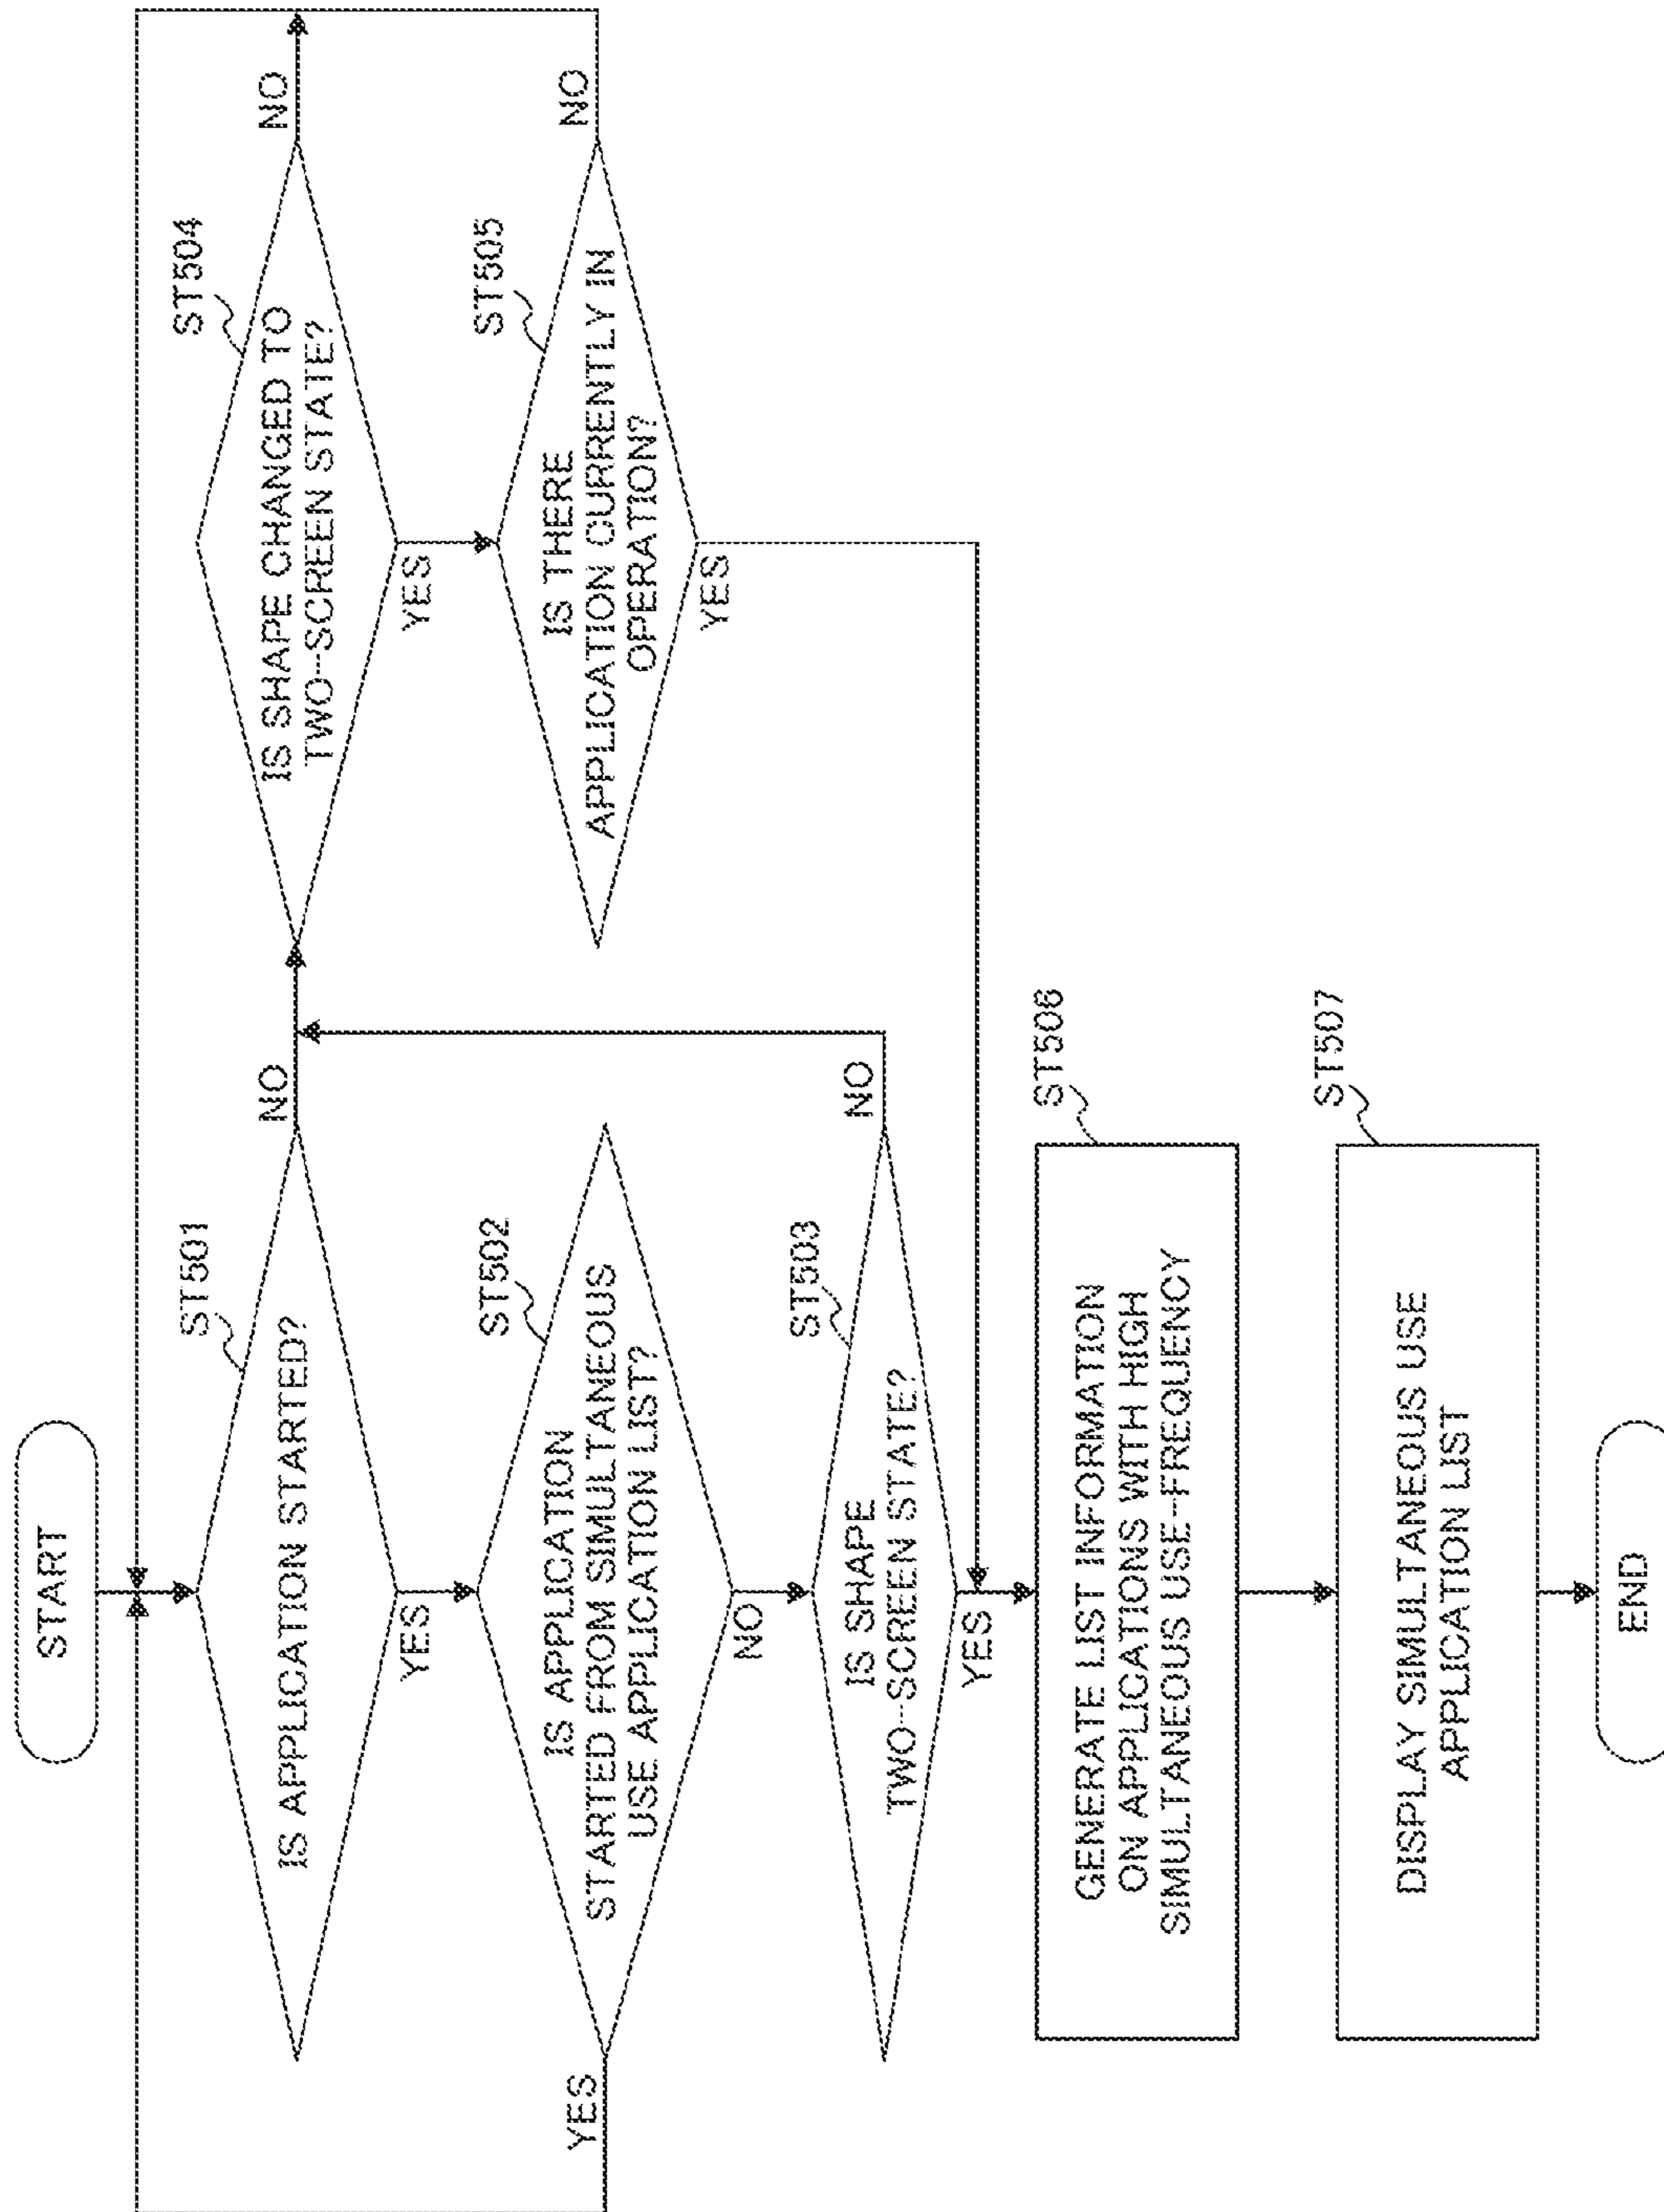 START
ST501
IS APPLICATION STARTED?
NO
YES
ST502
IS APPLICATION
STARTED FROM SIMULTANEOUS
USE APPLICATION LIST?
YES
NO
ST503
IS SHAPE
TWO-SCREEN STATE?
NO
YES
ST504
IS SHAPE CHANGED TO
TWO-SCREEN STATE?
NO
YES
ST505
IS THERE
APPLICATION CURRENTLY IN
OPERATION?
NO
YES
ST506
GENERATE LIST INFORMATION
ON APPLICATIONS WITH HIGH
SIMULTANEOUS USE-FREQUENCY
ST507
DISPLAY SIMULTANEOUS USE
APPLICATION LIST
END